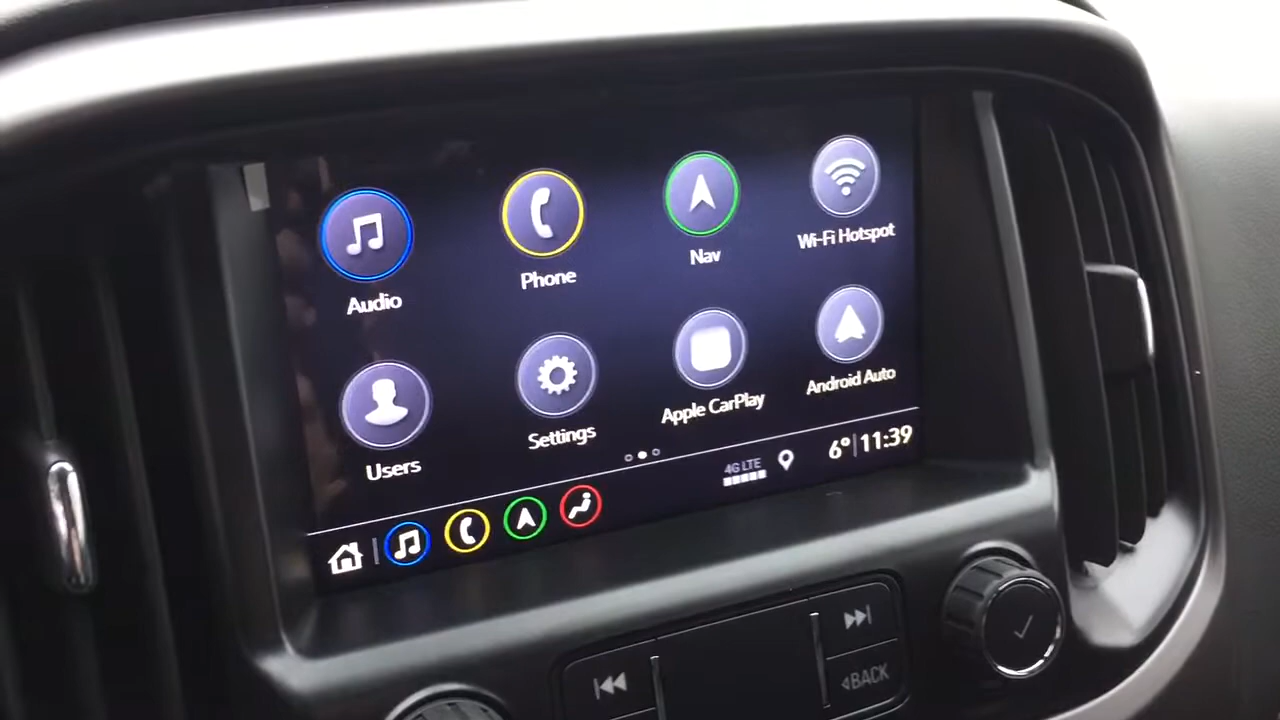 Audio
Phone
Nav
Wi-Fi Hotspot
Users
Settings
Apple CarPlay
Android Auto
4G LTE
6° 11:39
BACK